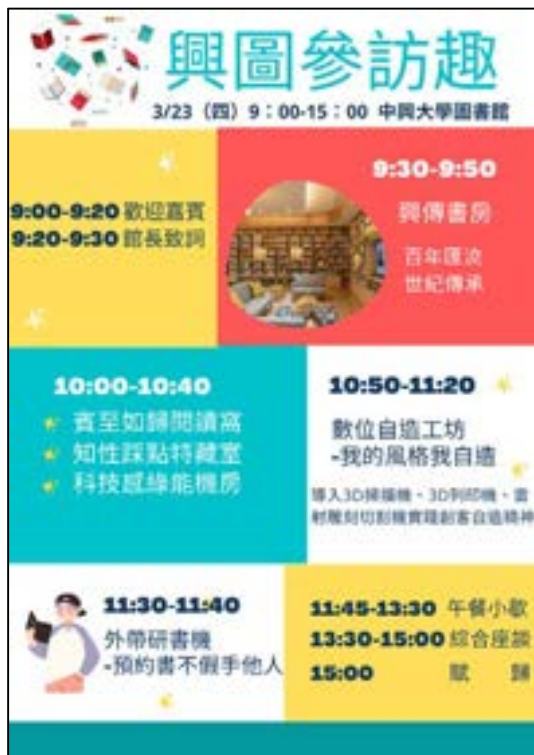 興圖參訪趣
3/23（四）9：00-15：00 中興大學圖書館
9:00-9:20 歡迎嘉賓
9:20-9:30 館長致詞
9:30-9:50
興傳書房
百年匯流
世紀傳承
10:00-10:40
賓至如歸閱讀窩
知性踩點特藏室
科技感綠能機房
10:50-11:20
數位自造工坊
-我的風格我自造
導入3D掃描機、3D列印機、雷
射雕刻切割機實踐創客自造精神
11:30-11:40
外帶研書機
-預約書不假手他人
11:45-13:30 午餐小歇
13:30-15:00 綜合座談
15:00 賦 歸